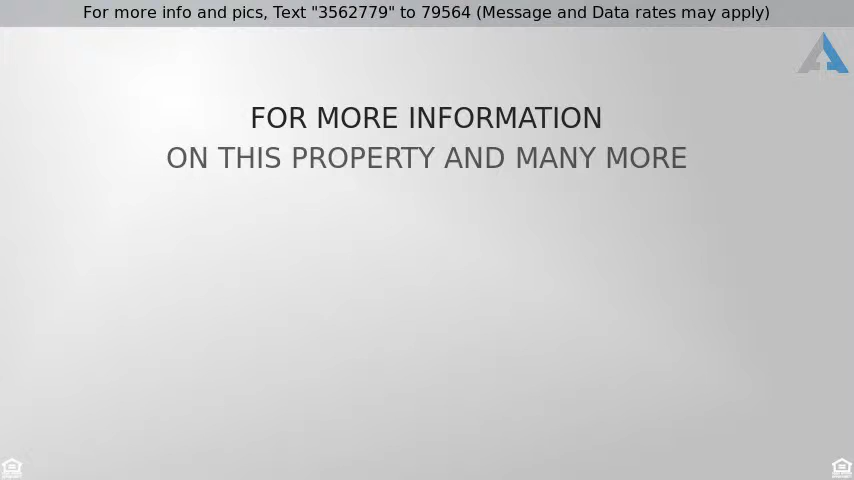 For more info and pics, Text "3562779" to 79564 (Message and Data rates may apply)
FOR MORE INFORMATION
ON THIS PROPERTY AND MANY MORE